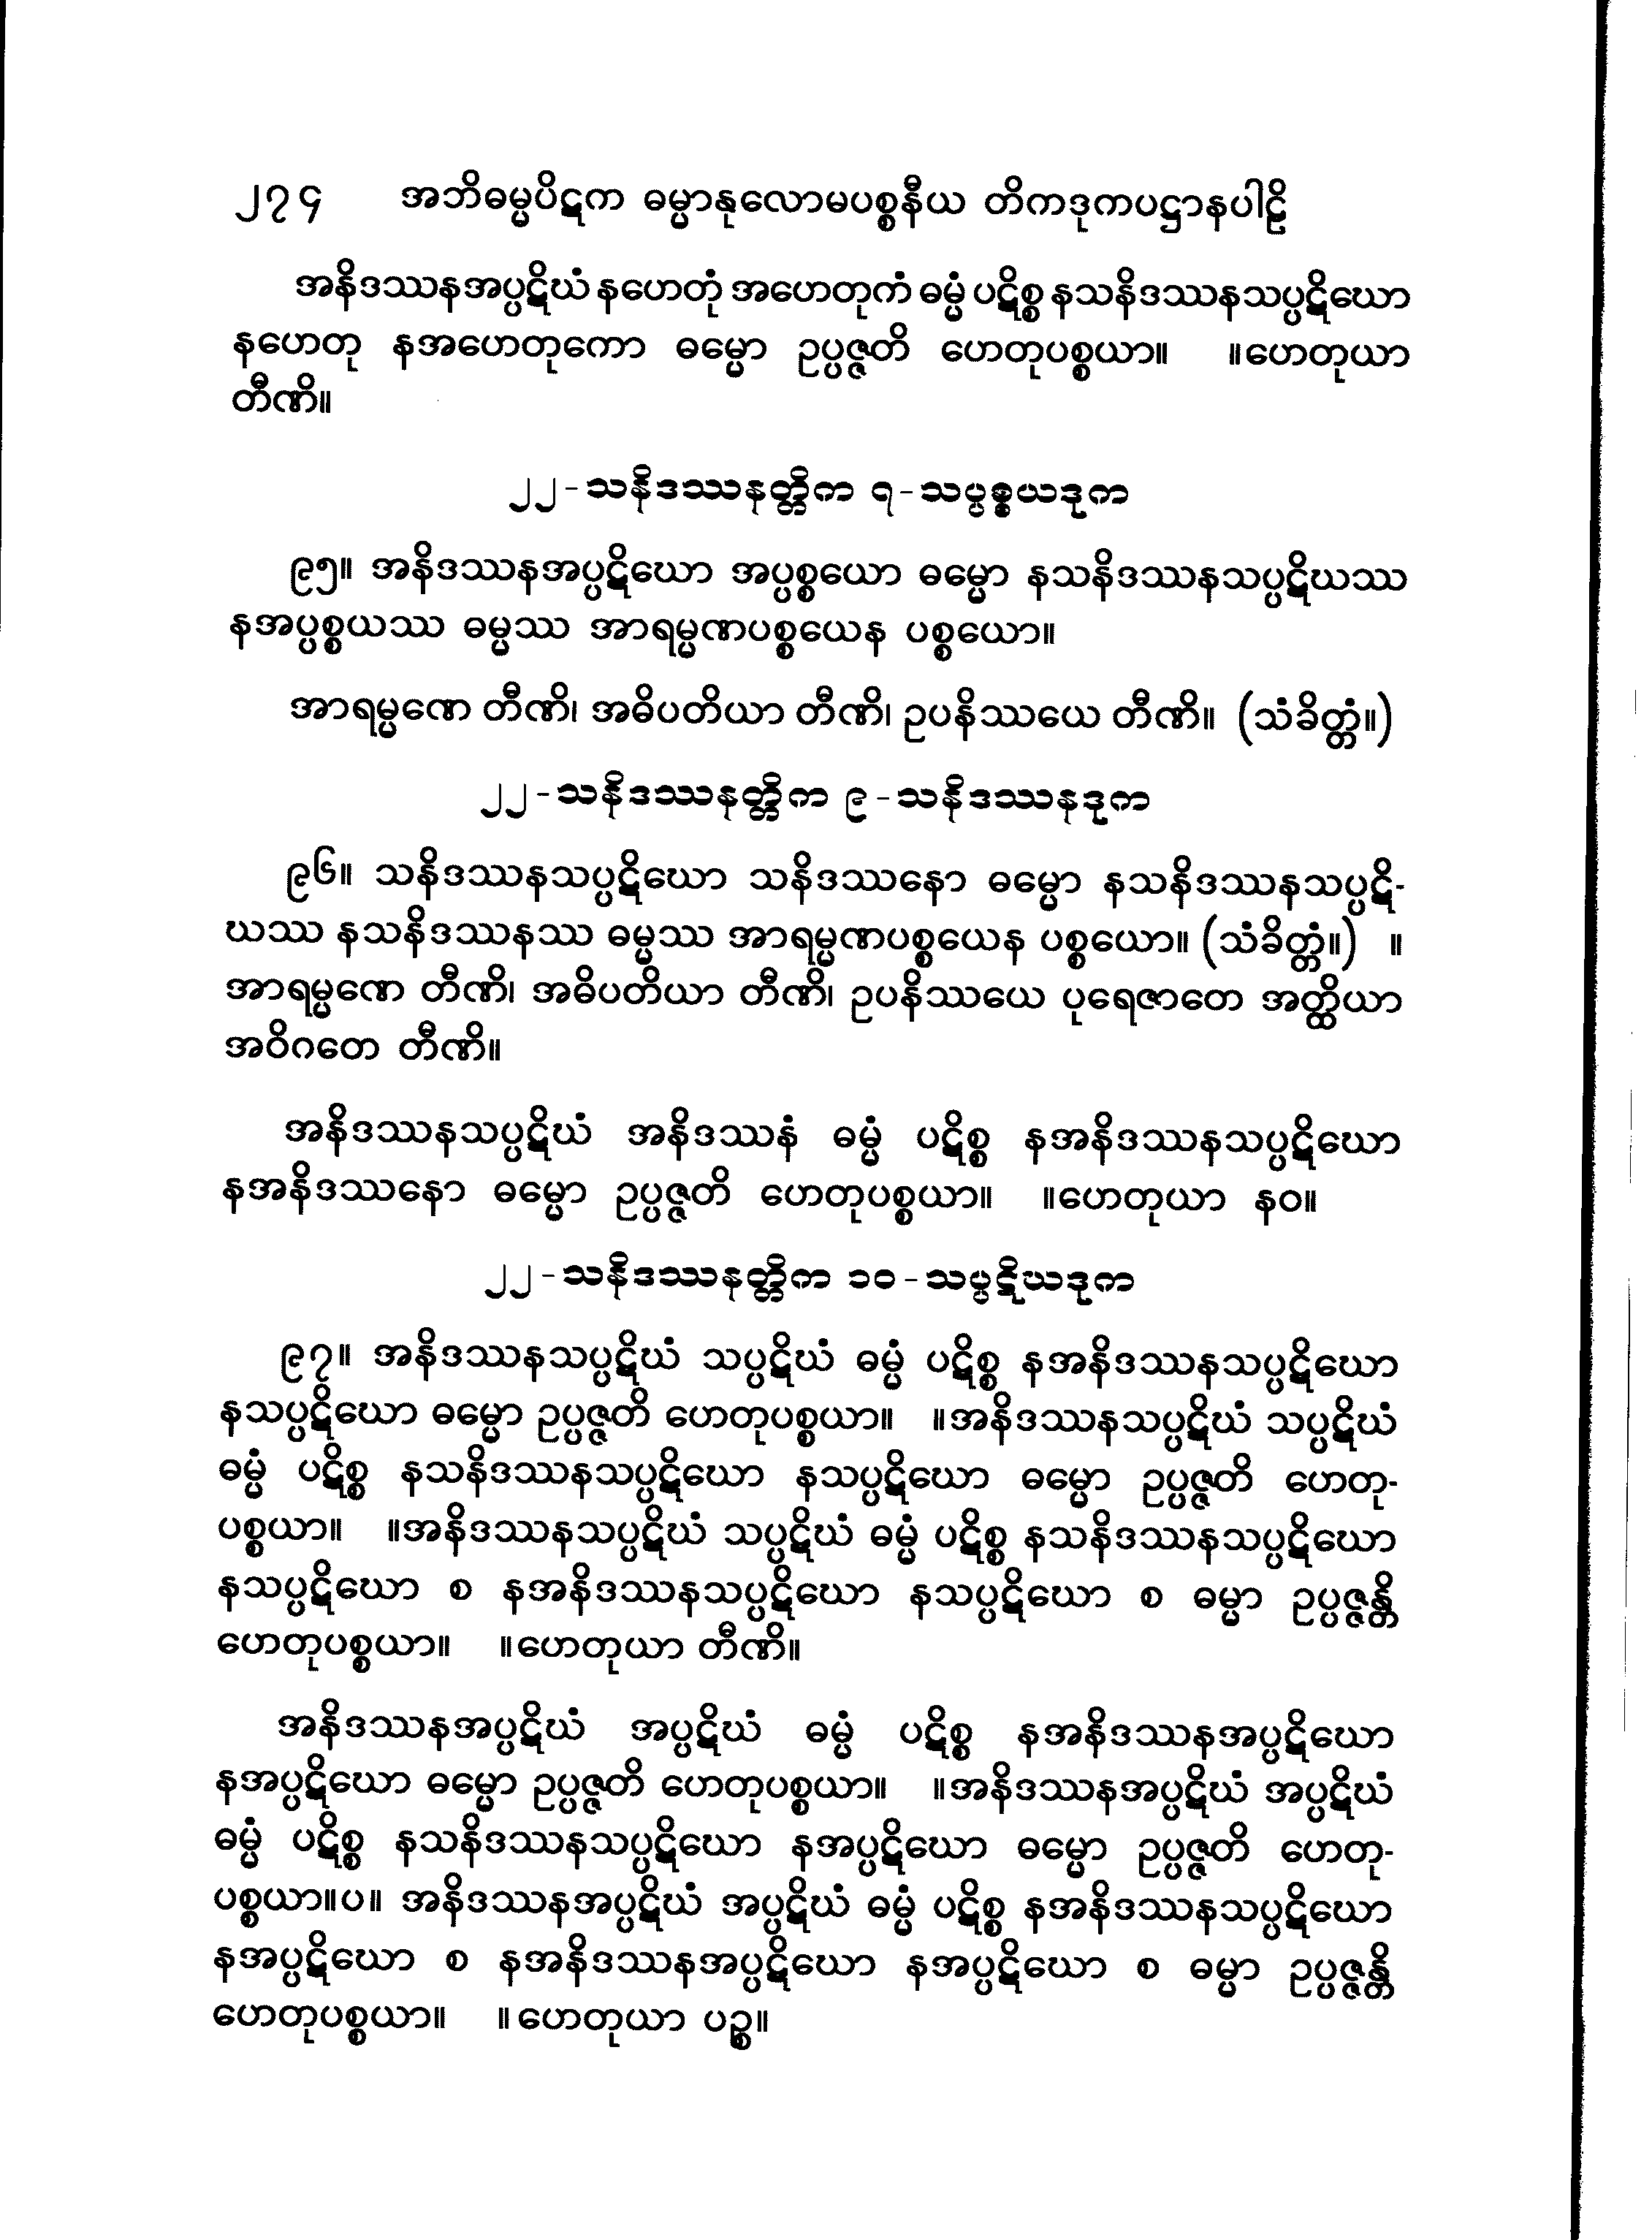 ၂၇၄ အဘိဓမ္မပိဋက ဓမ္မာနုလောမပစ္စနီယ တိကဒုကပဋ္ဌာနပါဠိ
အနိဒဿနအပ္ပဋိဃံ နဟေတုံ အဟေတုကံ ဓမ္မံ ပဋိစ္စ နသနိဒဿနသပ္ပဋိဃော
နဟေတု နအဟေတုကော ဓမ္မော ဥပ္ပဇ္ဇတိ ဟေတုပစ္စယာ။ ။ဟေတုယာ
တီဏိ။
၂၂-သနိဒဿနတ္တိက ၇-သပ္ပစ္စယဒုက
၉၅။ အနိဒဿနအပ္ပဋိဃော အပ္ပစ္စယော ဓမ္မော နသနိဒဿနသပ္ပဋိဃဿ
နအပ္ပစ္စယဿ ဓမ္မဿ အာရမ္မဏပစ္စယေန ပစ္စယော။
အာရမ္မဏေ တီဏိ၊ အဓိပတိယာ တီဏိ၊ ဥပနိဿယေ တီဏိ။ (သံခိတ္တံ။)
၂၂-သနိဒဿနတ္တိက ၉-သနိဒဿနဒုက
၉၆။ သနိဒဿနသပ္ပဋိဃော သနိဒဿနော ဓမ္မော နသနိဒဿနသပ္ပဋိ-
ဃဿ နသနိဒဿနဿ ဓမ္မဿ အာရမ္မဏပစ္စယေန ပစ္စယော။ (သံခိတ္တံ။) ။
အာရမ္မဏေ တီဏိ၊ အဓိပတိယာ တီဏိ၊ ဥပနိဿယေ ပုရေဇာတေ အတ္ထိယာ
အဝိဂတေ တီဏိ။
အနိဒဿနသပ္ပဋိဃံ အနိဒဿနံ ဓမ္မံ ပဋိစ္စ နအနိဒဿနသပ္ပဋိဃော
နအနိဒဿနော ဓမ္မော ဥပ္ပဇ္ဇတိ ဟေတုပစ္စယာ။ ။ဟေတုယာ နဝ။
၂၂-သနိဒဿနတ္တိက ၁၀-သပ္ပဋိဃဒုက
၉၇။ အနိဒဿနသပ္ပဋိဃံ သပ္ပဋိဃံ ဓမ္မံ ပဋိစ္စ နအနိဒဿနသပ္ပဋိဃော
နသပ္ပဋိဃော ဓမ္မော ဥပ္ပဇ္ဇတိ ဟေတုပစ္စယာ။ ။အနိဒဿနသပ္ပဋိဃံ သပ္ပဋိဃံ
ဓမ္မံ ပဋိစ္စ နသနိဒဿနသပ္ပဋိဃော နသပ္ပဋိဃော ဓမ္မော ဥပ္ပဇ္ဇတိ ဟေတု-
ပစ္စယာ။ ။အနိဒဿနသပ္ပဋိဃံ သပ္ပဋိဃံ ဓမ္မံ ပဋိစ္စ နသနိဒဿနသပ္ပဋိဃော
နသပ္ပဋိဃော စ နအနိဒဿနသပ္ပဋိဃော နသပ္ပဋိဃော စ ဓမ္မာ ဥပ္ပဇ္ဇန္တိ
ဟေတုပစ္စယာ။ ။ဟေတုယာ တီဏိ။
အနိဒဿနအပ္ပဋိဃံ အပ္ပဋိဃံ ဓမ္မံ ပဋိစ္စ နအနိဒဿနအပ္ပဋိဃော
နအပ္ပဋိဃော ဓမ္မော ဥပ္ပဇ္ဇတိ ဟေတုပစ္စယာ။ ။အနိဒဿနအပ္ပဋိဃံ အပ္ပဋိဃံ
ဓမ္မံ ပဋိစ္စ နသနိဒဿနသပ္ပဋိဃော နအပ္ပဋိဃော ဓမ္မော ဥပ္ပဇ္ဇတိ ဟေတု-
ပစ္စယာ။ပ။ အနိဒဿနအပ္ပဋိဃံ အပ္ပဋိဃံ ဓမ္မံ ပဋိစ္စ နအနိဒဿနသပ္ပဋိဃော
နအပ္ပဋိဃော စ နအနိဒဿနအပ္ပဋိဃော နအပ္ပဋိဃော စ ဓမ္မာ ဥပ္ပဇ္ဇန္တိ
ဟေတုပစ္စယာ။ ။ဟေတုယာ ပဉ္စ။